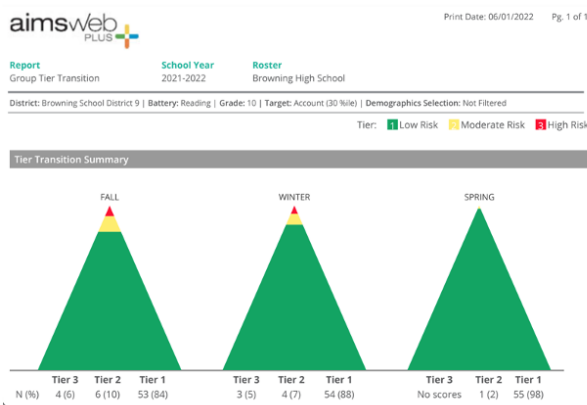 aimsweb
PLUS
Print Date: 06/01/2022 Pg. 1 of 1
Report School Year Roster
Group Tier Transition 2021-2022 Browning High School
District: Browning School District 9 | Battery: Reading | Grade: 10 | Target: Account (30 %ile) | Demographics Selection: Not Filtered
Tier: 1 Low Risk 2 Moderate Risk 3 High Risk
Tier Transition Summary
FALL WINTER SPRING
Tier 3 Tier 2 Tier 1 Tier 3 Tier 2 Tier 1 Tier 3 Tier 2 Tier 1
N (%) 4 (6) 6 (10) 53 (84) 3 (5) 4 (7) 54 (88) No scores 1 (2) 55 (98)